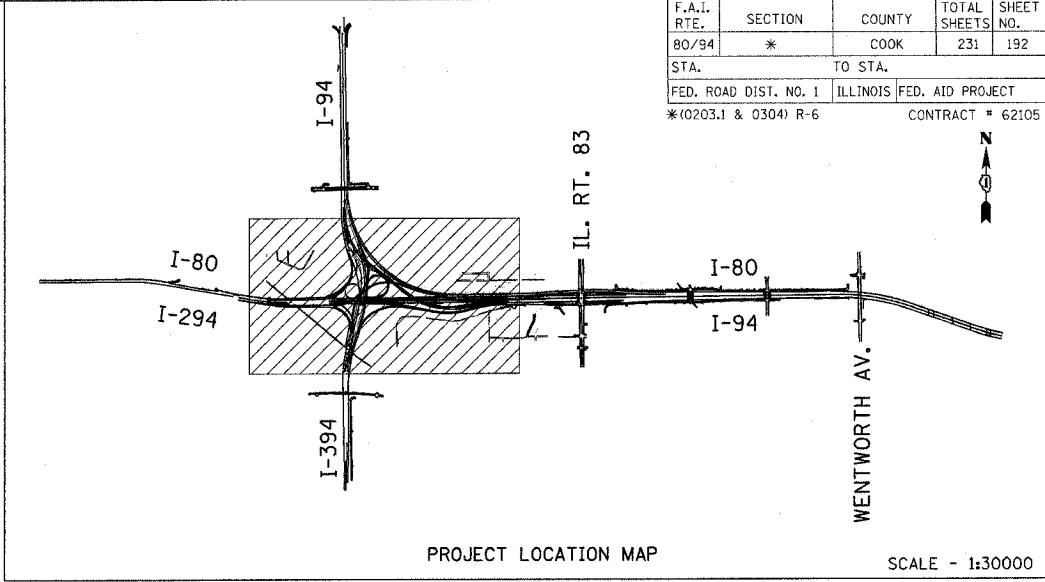 F.A.I. RTE. SECTION COUNTY TOTAL SHEETS SHEET NO.
80/94 * COOK 231 192
STA. TO STA.
FED. ROAD DIST. NO. 1 ILLINOIS FED. AID PROJECT
*(0203.1 & 0304) R-6 CONTRACT # 62105
N
I-94
IL. RT. 83
I-80
I-294
I-80
I-94
I-394
WENTWORTH AV.
PROJECT LOCATION MAP
SCALE - 1:30000